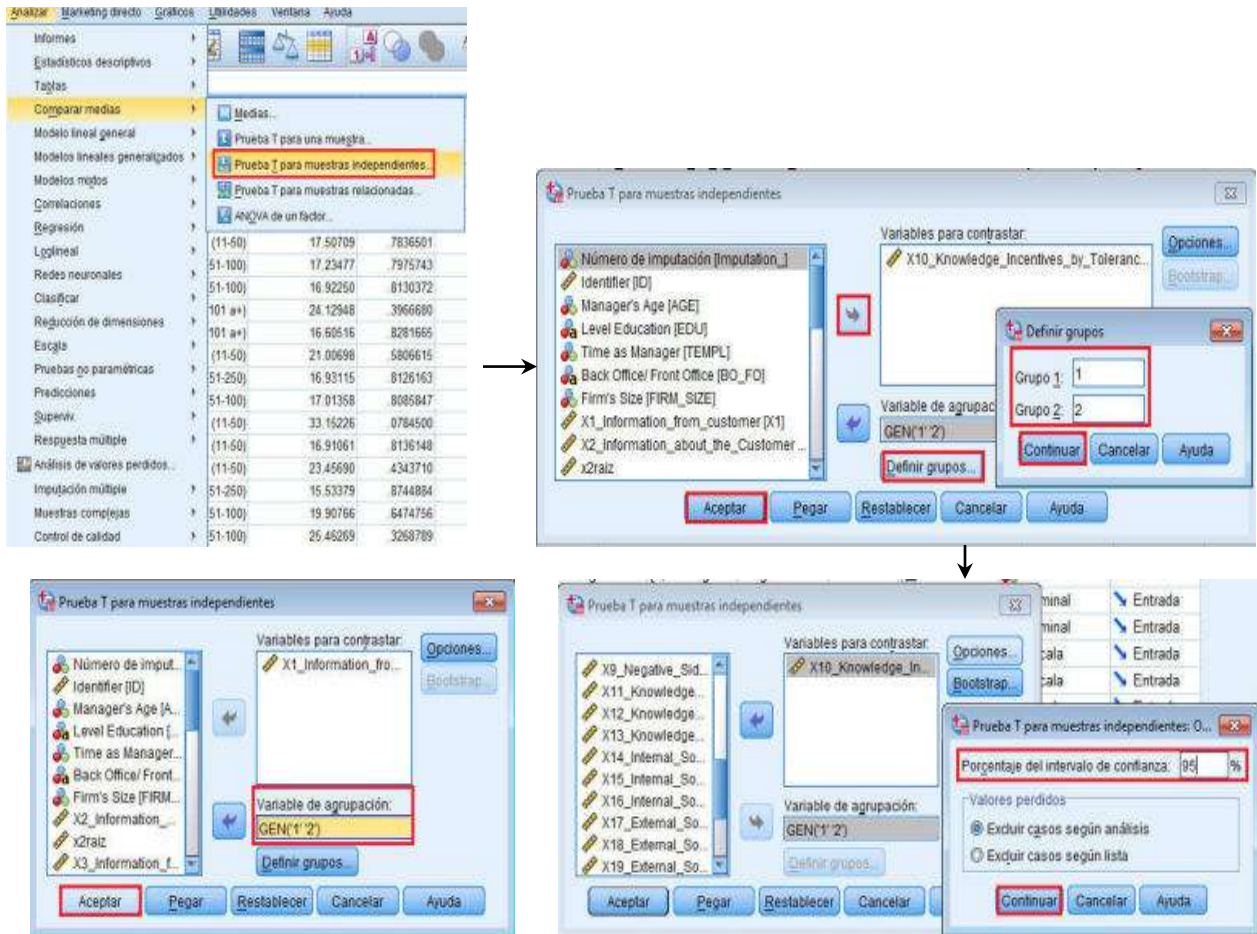 Analizar Marketing directo Gráficos Utilidades Ventana Ayuda
Informes
Estadísticos descriptivos
Tablas
Comparar medias
Modelo lineal general
Modelos lineales generalizados
Modelos mixtos
Correlaciones
Regresión
Loglineal
Redes neuronales
Clasificar
Reducción de dimensiones
Escala
Pruebas no paramétricas
Predicciones
Superviv.
Respuesta múltiple
Análisis de valores perdidos...
Imputación múltiple
Muestras complejas
Control de calidad
Medias...
Prueba T para una muestra...
Prueba T para muestras independientes...
Prueba T para muestras relacionadas...
ANOVA de un factor...
(11-50) 17.50709 .7836501
51-100) 17.23477 .7975743
51-100) 16.92250 .8130372
101 a+) 24.12948 .3966680
101 a+) 16.60516 .8281665
(11-50) 21.00698 .5806615
51-250) 16.93115 .8126163
51-100) 17.01358 .8085847
(11-50) 33.15226 .0784500
(11-50) 16.91061 .8136148
(11-50) 23.45690 .4343710
51-250) 15.53379 .8744884
51-100) 19.90766 .6474756
51-100) 25.46269 .3268789
Prueba T para muestras independientes
Número de imputación [Imputation_]
Identifier [ID]
Manager's Age [AGE]
Level Education [EDU]
Time as Manager [TEMPL]
Back Office/ Front Office [BO_FO]
Firm's Size [FIRM_SIZE]
X1_Information_from_customer [X1]
X2_Information_about_the_Customer ...
x2raiz
Variables para contrastar:
X10_Knowledge_Incentives_by_Toleranc...
Variable de agrupac
GEN('1' '2')
Definir grupos...
Opciones...
Bootstrap...
Aceptar Pegar Restablecer Cancelar Ayuda
Definir grupos
Grupo 1: 1
Grupo 2: 2
Continuar Cancelar Ayuda
Prueba T para muestras independientes
Número de imput...
Identifier [ID]
Manager's Age [A...
Level Education [...
Time as Manager...
Back Office/ Front...
Firm's Size [FIRM...
X2_Information_...
x2raiz
X3_Information_f...
Variables para contrastar:
X1_Information_fro...
Variable de agrupación:
GEN('1' '2')
Definir grupos...
Opciones...
Bootstrap...
Aceptar Pegar Restablecer Cancelar Ayuda
Prueba T para muestras independientes
X9_Negative_Sid...
X11_Knowledge...
X12_Knowledge...
X13_Knowledge...
X14_Internal_So...
X15_Internal_So...
X16_Internal_So...
X17_External_So...
X18_External_So...
X19_External_So...
Variables para contrastar:
X10_Knowledge_In...
Variable de agrupación:
GEN('1' '2')
Definir grupos...
Opciones...
Bootstrap...
Aceptar Pegar Restablecer Cancelar
minal Entrada
minal Entrada
cala Entrada
cala Entrada
Prueba T para muestras independientes: O...
Porcentaje del intervalo de confianza: 95 %
Valores perdidos
Excluir casos según análisis
Excluir casos según lista
Continuar Cancelar Ayuda